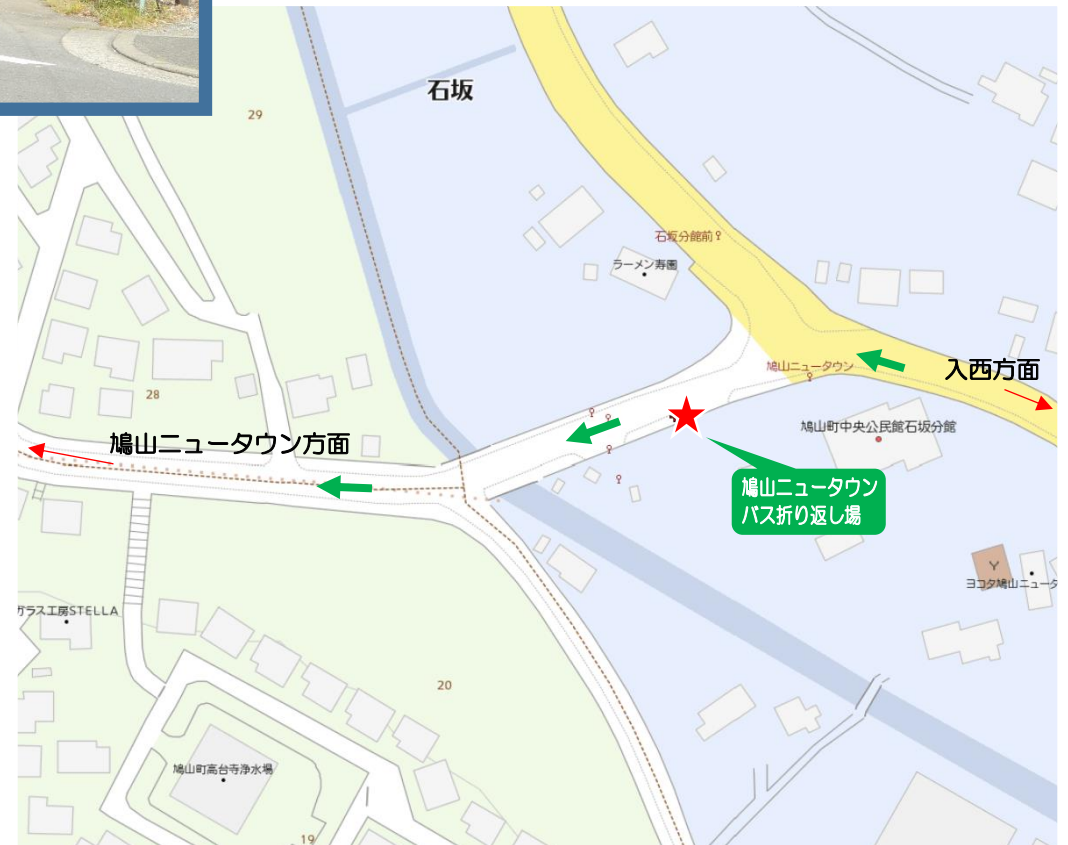 石坂
29
石坂分館前
ラーメン寿園
鳩山ニュータウン
入西方面
28
鳩山町中央公民館石坂分館
鳩山ニュータウン方面
鳩山ニュータウン
バス折り返し場
ヨコタ鳩山ニュータ
ガラス工房STELLA
20
鳩山町高台寺浄水場
19